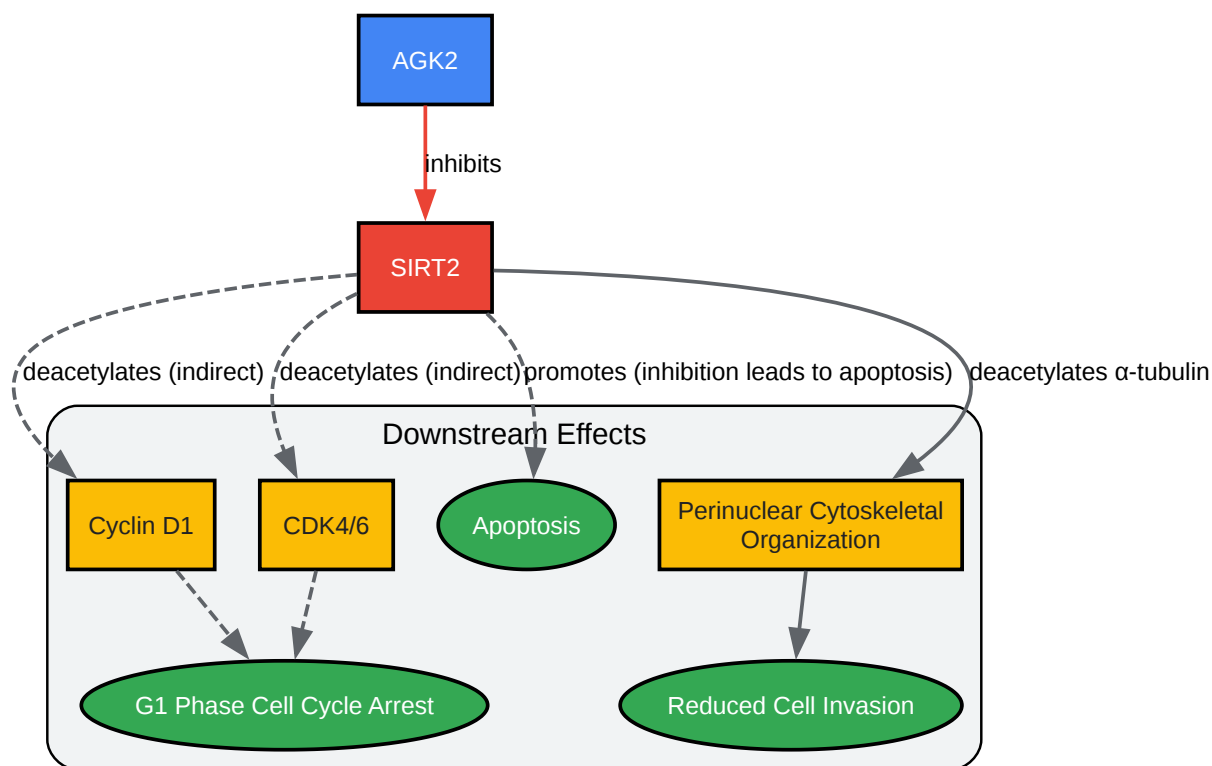 AGK2
inhibits
SIRT2
deacetylates (indirect)
deacetylates (indirect)
promotes (inhibition leads to apoptosis)
deacetylates α-tubulin
Downstream Effects
Cyclin D1
CDK4/6
Apoptosis
Perinuclear Cytoskeletal
Organization
G1 Phase Cell Cycle Arrest
Reduced Cell Invasion